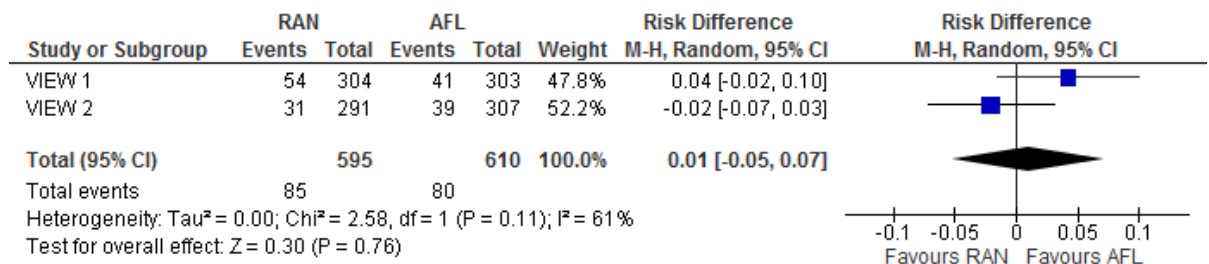 RAN AFL Risk Difference Risk Difference
Study or Subgroup Events Total Events Total Weight M-H, Random, 95% CI M-H, Random, 95% CI
VIEW 1 54 304 41 303 47.8% 0.04 [-0.02, 0.10]
VIEW 2 31 291 39 307 52.2% -0.02 [-0.07, 0.03]
Total (95% CI) 595 610 100.0% 0.01 [-0.05, 0.07]
Total events 85 80
Heterogeneity: Tau² = 0.00; Chi² = 2.58, df = 1 (P = 0.11); I² = 61%
Test for overall effect: Z = 0.30 (P = 0.76)
-0.1 -0.05 0 0.05 0.1
Favours RAN Favours AFL